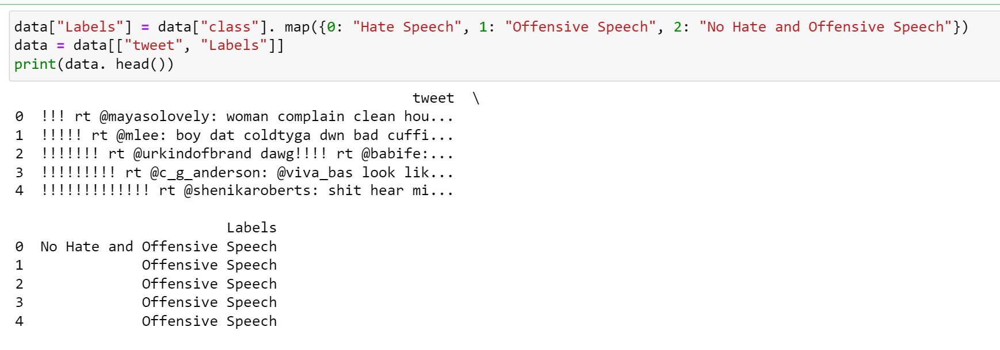 data["Labels"] = data["class"]. map({0: "Hate Speech", 1: "Offensive Speech", 2: "No Hate and Offensive Speech"})
data = data[["tweet", "Labels"]]
print(data. head())
tweet \
0 !!! rt @mayasolovely: woman complain clean hou...
1 !!!!! rt @mlee: boy dat coldtyga dwn bad cuffi...
2 !!!!!!! rt @urkindofbrand dawg!!!! rt @babife:...
3 !!!!!!!!! rt @c_g_anderson: @viva_bas look lik...
4 !!!!!!!!!!!!! rt @shenikaroberts: shit hear mi...
Labels
0 No Hate and Offensive Speech
1 Offensive Speech
2 Offensive Speech
3 Offensive Speech
4 Offensive Speech